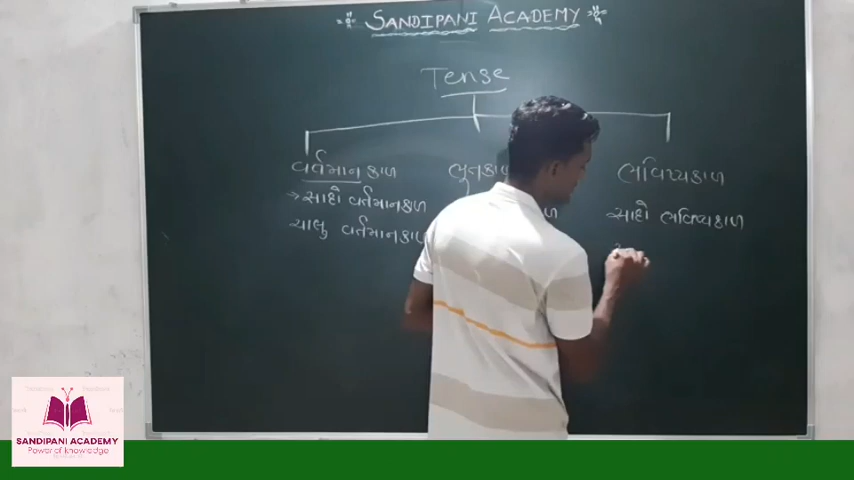 SANDIPANI ACADEMY
Tense
વર્તમાન કાળ
ભૂતકાળ
ભવિષ્યકાળ
→ સાદો વર્તમાનકાળ
સાદો ભવિષ્યકાળ
ચાલુ વર્તમાનકાળ
SANDIPANI ACADEMY
Power of knowledge